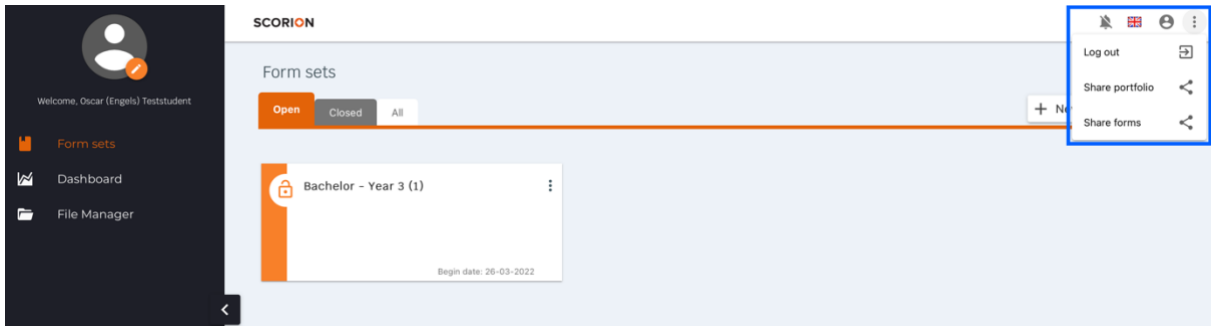 SCORION
Welcome, Oscar (Engels) Teststudent
Form sets
Dashboard
File Manager
Form sets
Open
Closed
All
Bachelor - Year 3 (1)
Begin date: 26-03-2022
Log out
Share portfolio
Share forms